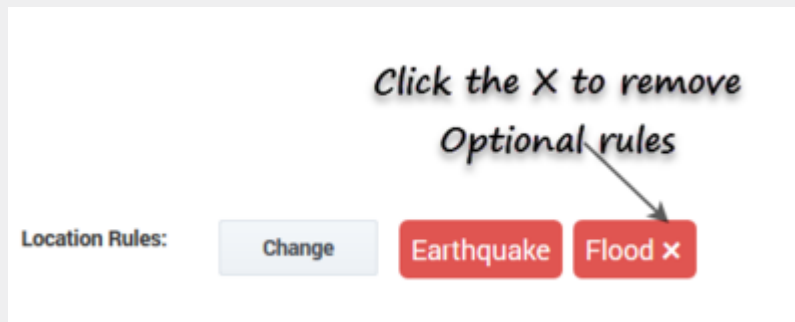 Click the X to remove
Optional rules
Location Rules: Change Earthquake Flood ×